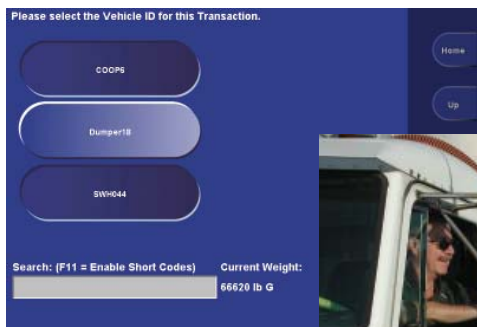 Please select the Vehicle ID for this Transaction.
COOP6
Home
Up
Dumper18
SWH044
Search: (F11 = Enable Short Codes)
Current Weight:
66620 lb G